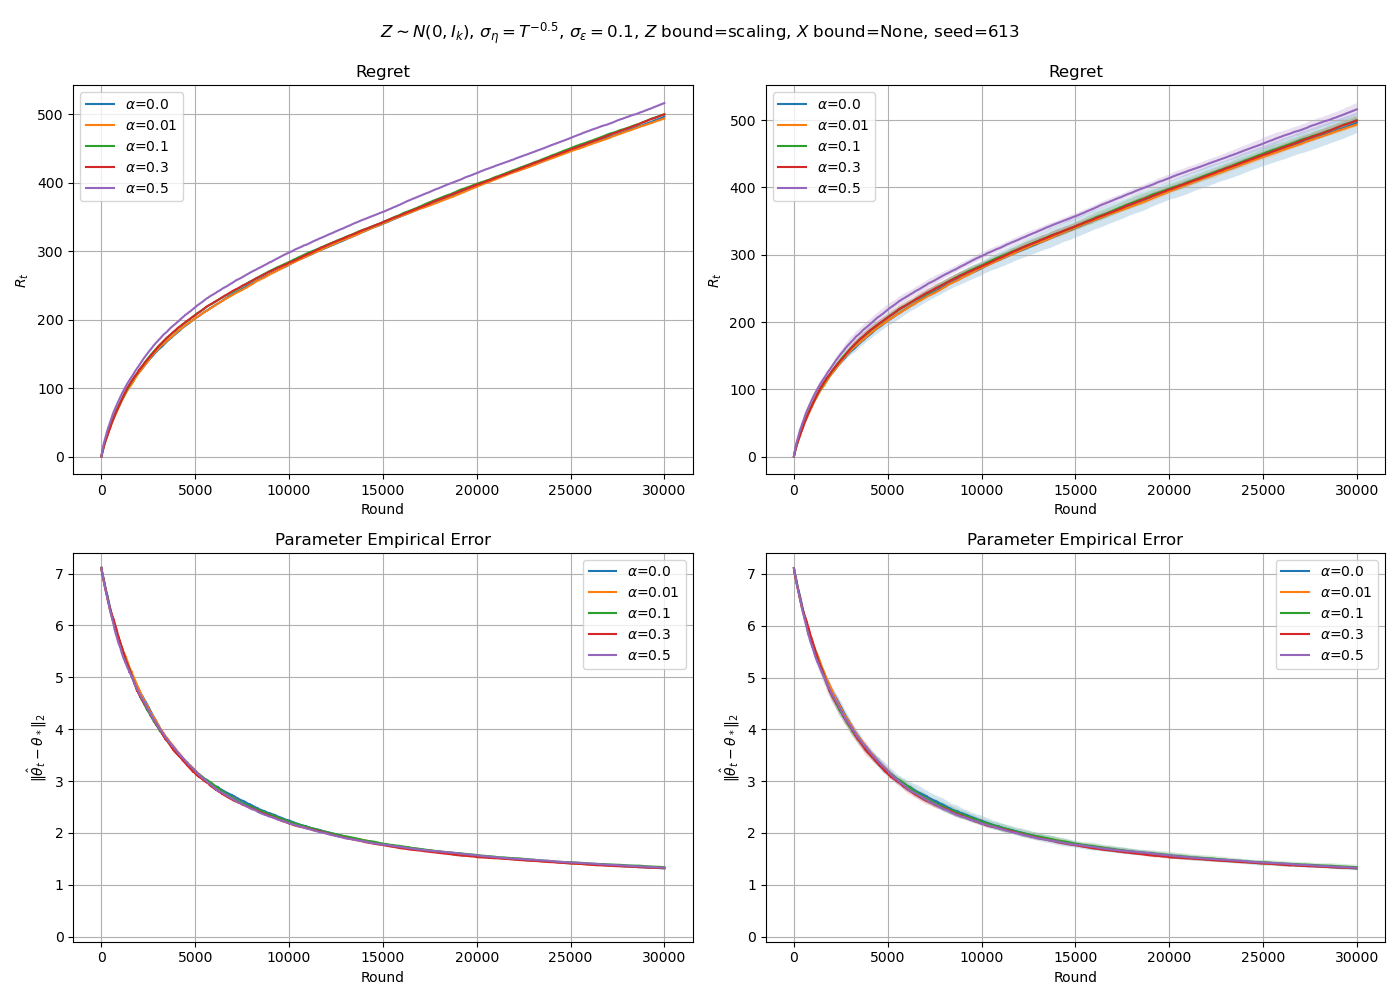 Z ∼ N(0, I_k), σ_η = T^{−0.5}, σ_ε = 0.1, Z bound=scaling, X bound=None, seed=613
Regret
R_t
500
400
300
200
100
0
α=0.0
α=0.01
α=0.1
α=0.3
α=0.5
0 5000 10000 15000 20000 25000 30000
Round
Regret
R_t
500
400
300
200
100
0
α=0.0
α=0.01
α=0.1
α=0.3
α=0.5
0 5000 10000 15000 20000 25000 30000
Round
Parameter Empirical Error
‖θ̂_t − θ_*‖_2
7
6
5
4
3
2
1
0
α=0.0
α=0.01
α=0.1
α=0.3
α=0.5
0 5000 10000 15000 20000 25000 30000
Round
Parameter Empirical Error
‖θ̂_t − θ_*‖_2
7
6
5
4
3
2
1
0
α=0.0
α=0.01
α=0.1
α=0.3
α=0.5
0 5000 10000 15000 20000 25000 30000
Round